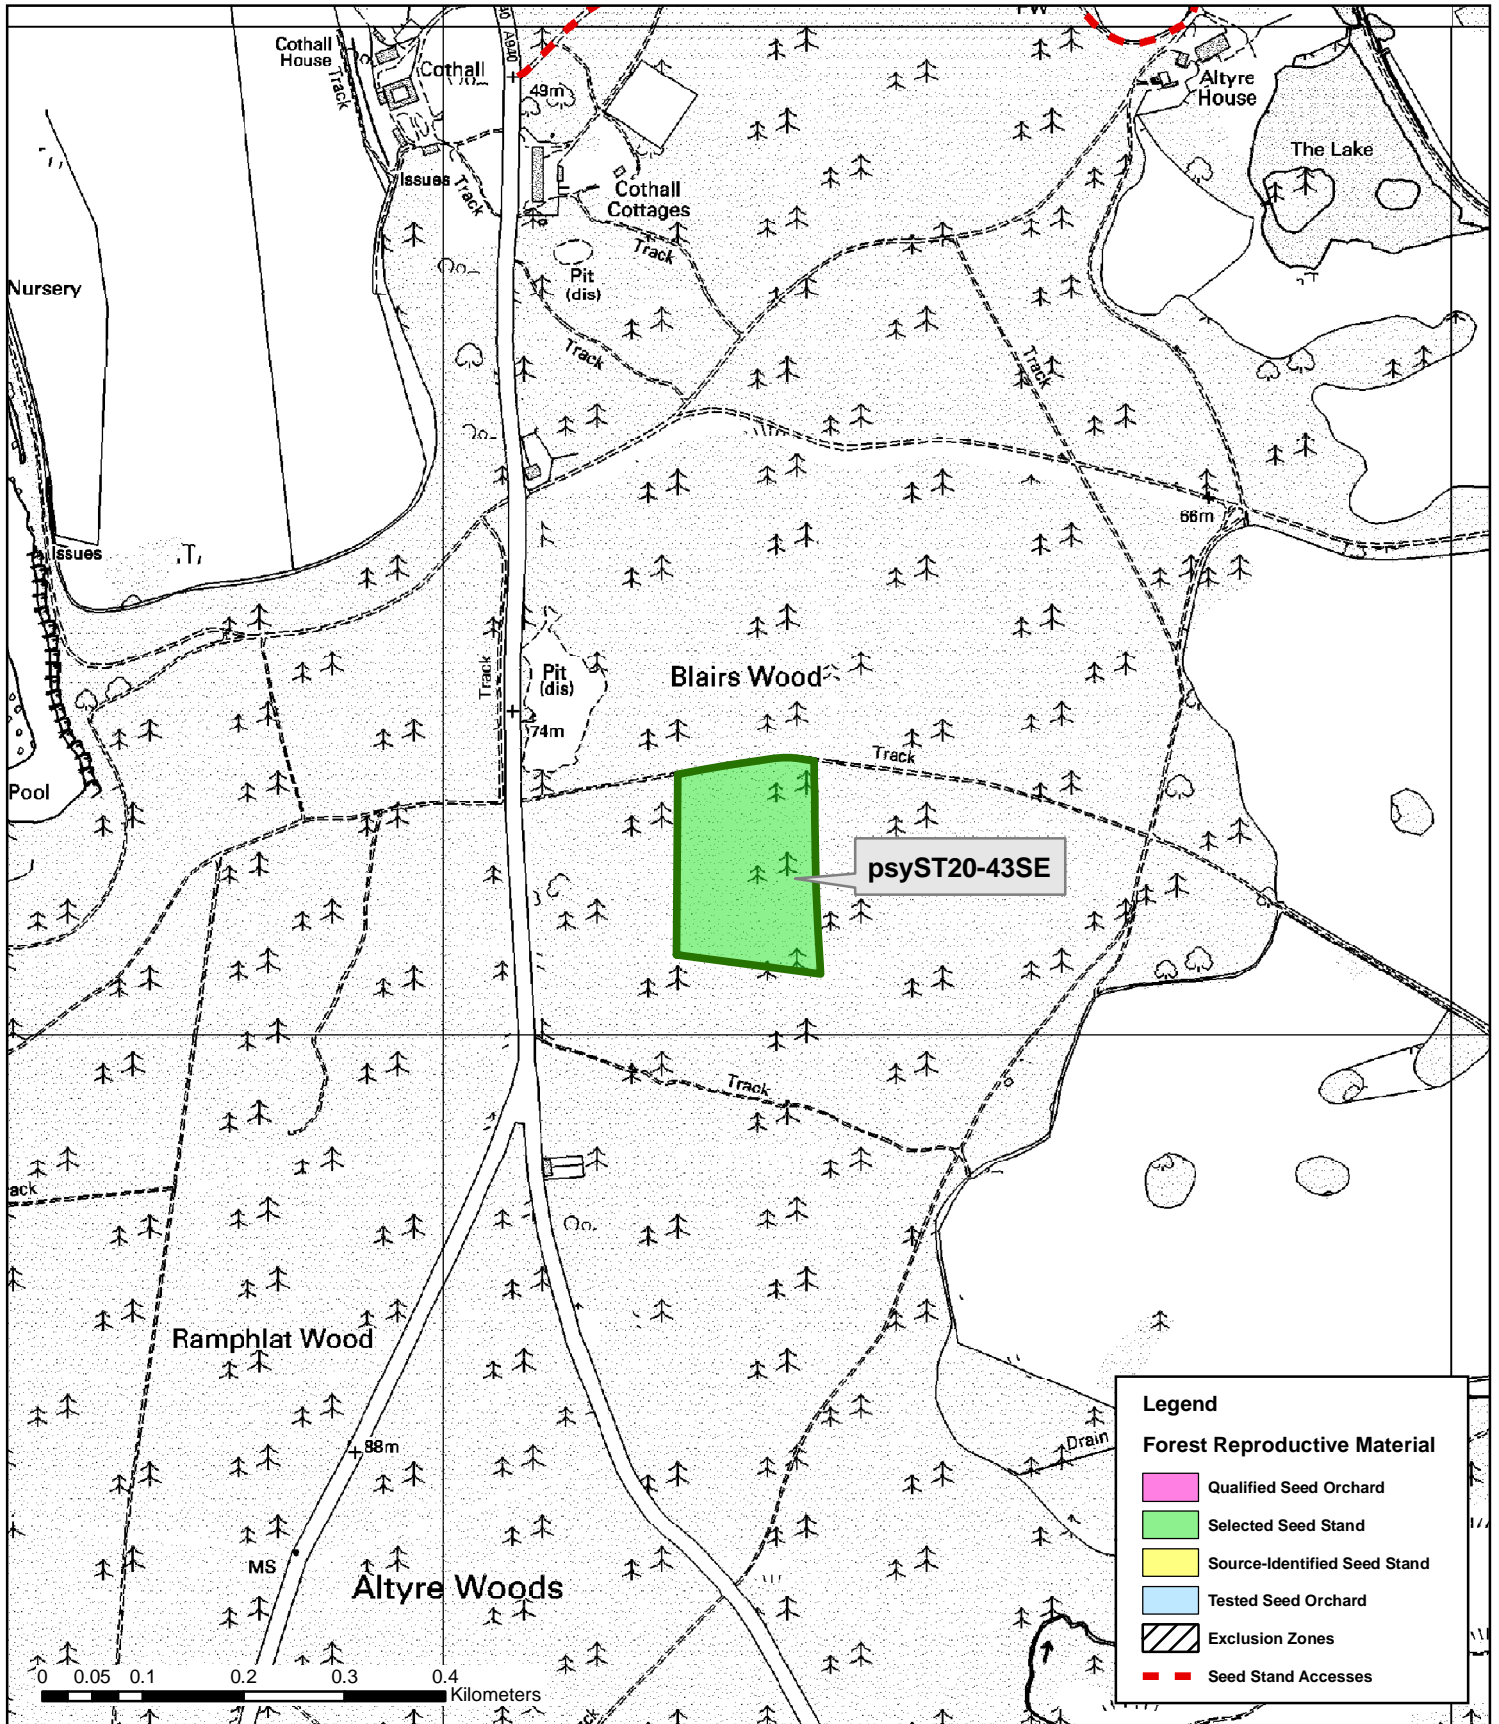 A940
Cothall
House
Track
Cothall
49m
Altyre
House
The Lake
Issues
Track
Cothall
Cottages
Track
Pit
(dis)
Nursery
Track
Track
66m
Issues
Track
Pit
(dis)
Blairs Wood
74m
Track
Pool
psyST20-43SE
Track
ack
Ramphlat Wood
88m
Drain
MS
Altyre Woods
Legend
Forest Reproductive Material
Qualified Seed Orchard
Selected Seed Stand
Source-Identified Seed Stand
Tested Seed Orchard
Exclusion Zones
Seed Stand Accesses
0 0.05 0.1 0.2 0.3 0.4
Kilometers